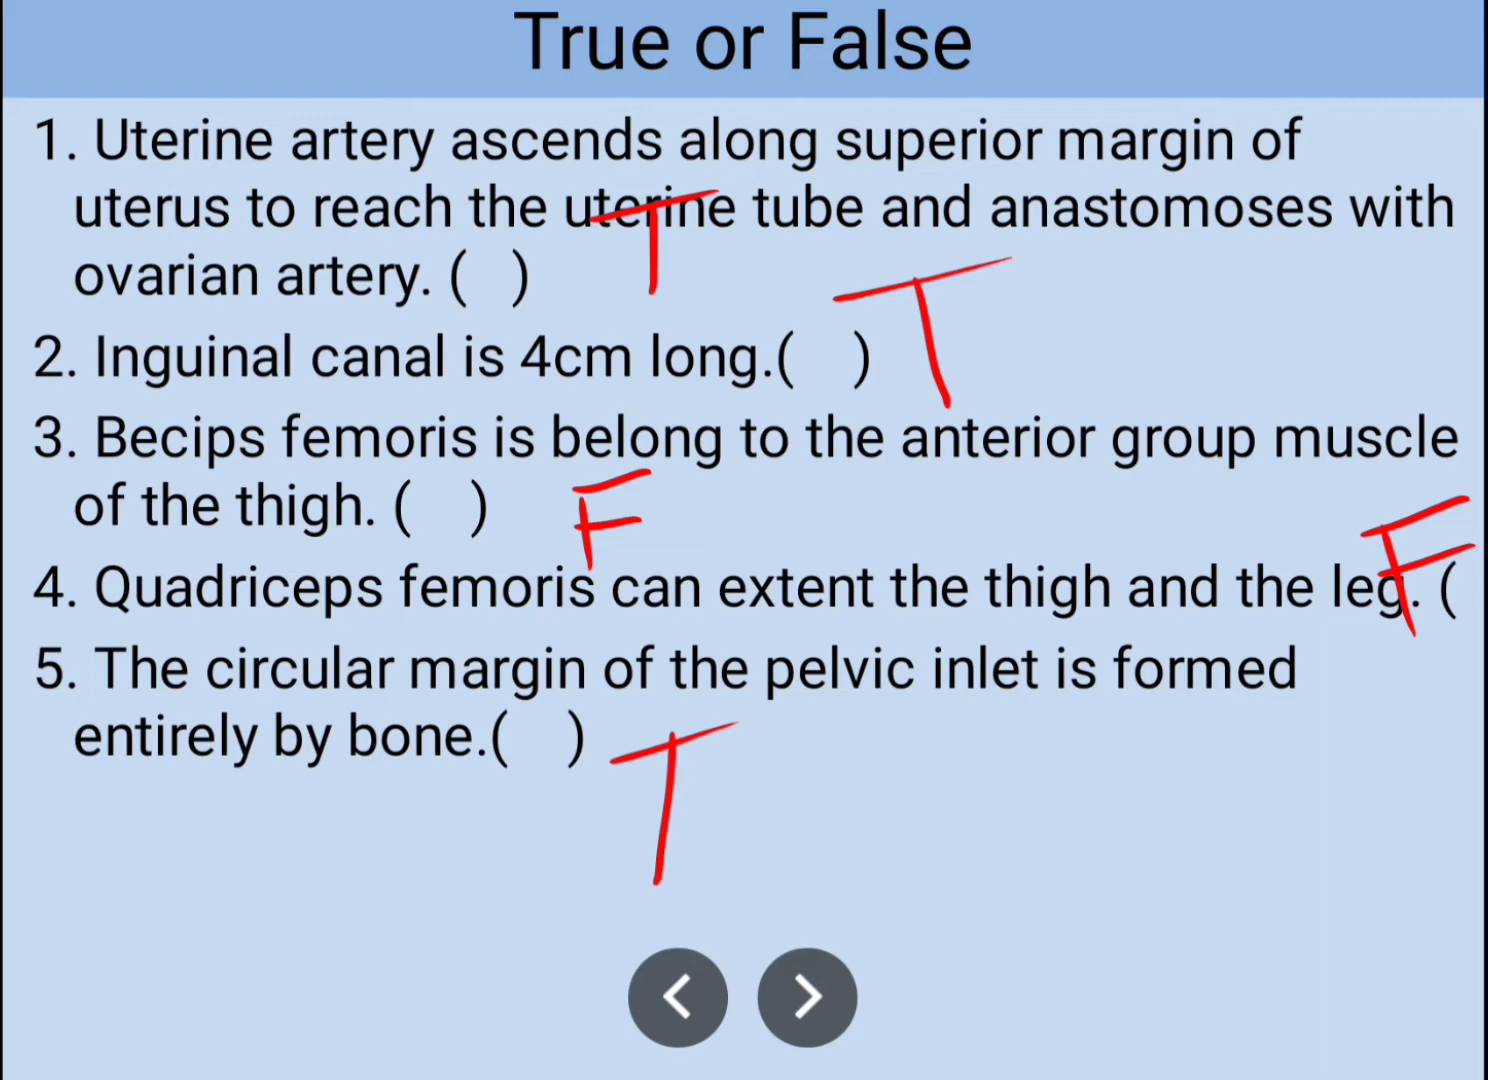 True or False
1. Uterine artery ascends along superior margin of
uterus to reach the uterine tube and anastomoses with
ovarian artery. ( ) T
2. Inguinal canal is 4cm long.( ) T
3. Becips femoris is belong to the anterior group muscle
of the thigh. ( ) F
4. Quadriceps femoris can extent the thigh and the leg. ( F
5. The circular margin of the pelvic inlet is formed
entirely by bone.( ) T